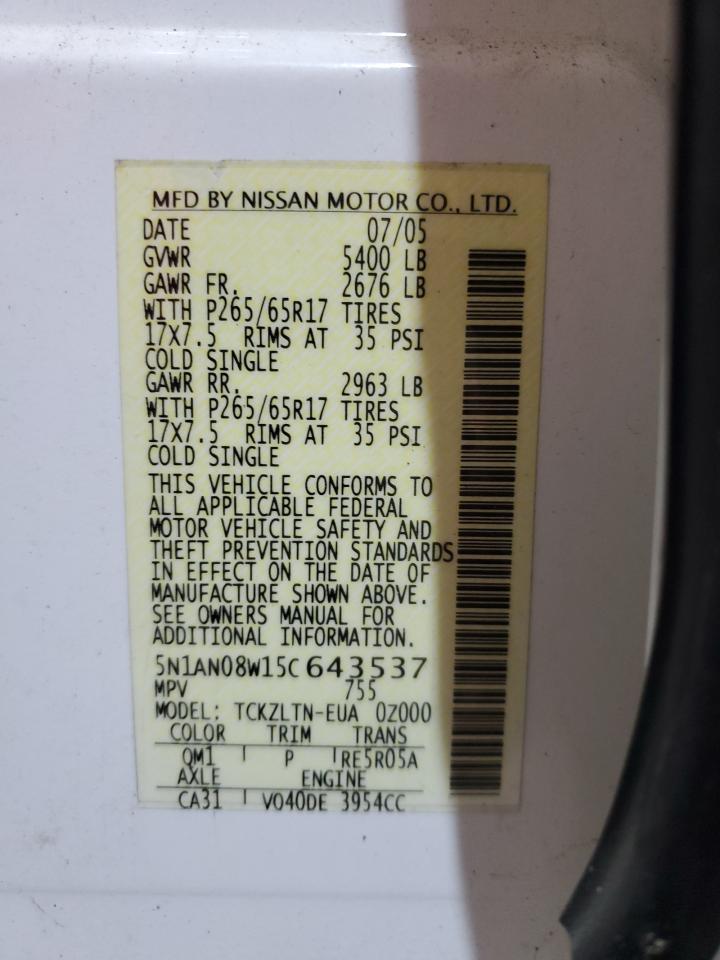 MFD BY NISSAN MOTOR CO., LTD.
DATE 07/05
GVWR 5400 LB
GAWR FR. 2676 LB
WITH P265/65R17 TIRES
17X7.5 RIMS AT 35 PSI
COLD SINGLE
GAWR RR. 2963 LB
WITH P265/65R17 TIRES
17X7.5 RIMS AT 35 PSI
COLD SINGLE
THIS VEHICLE CONFORMS TO
ALL APPLICABLE FEDERAL
MOTOR VEHICLE SAFETY AND
THEFT PREVENTION STANDARDS
IN EFFECT ON THE DATE OF
MANUFACTURE SHOWN ABOVE.
SEE OWNERS MANUAL FOR
ADDITIONAL INFORMATION.
5N1AN08W15C643537
MPV 755
MODEL: TCKZLTN-EUA 0Z000
COLOR TRIM TRANS
QM1 P RE5R05A
AXLE ENGINE
CA31 VQ40DE 3954CC